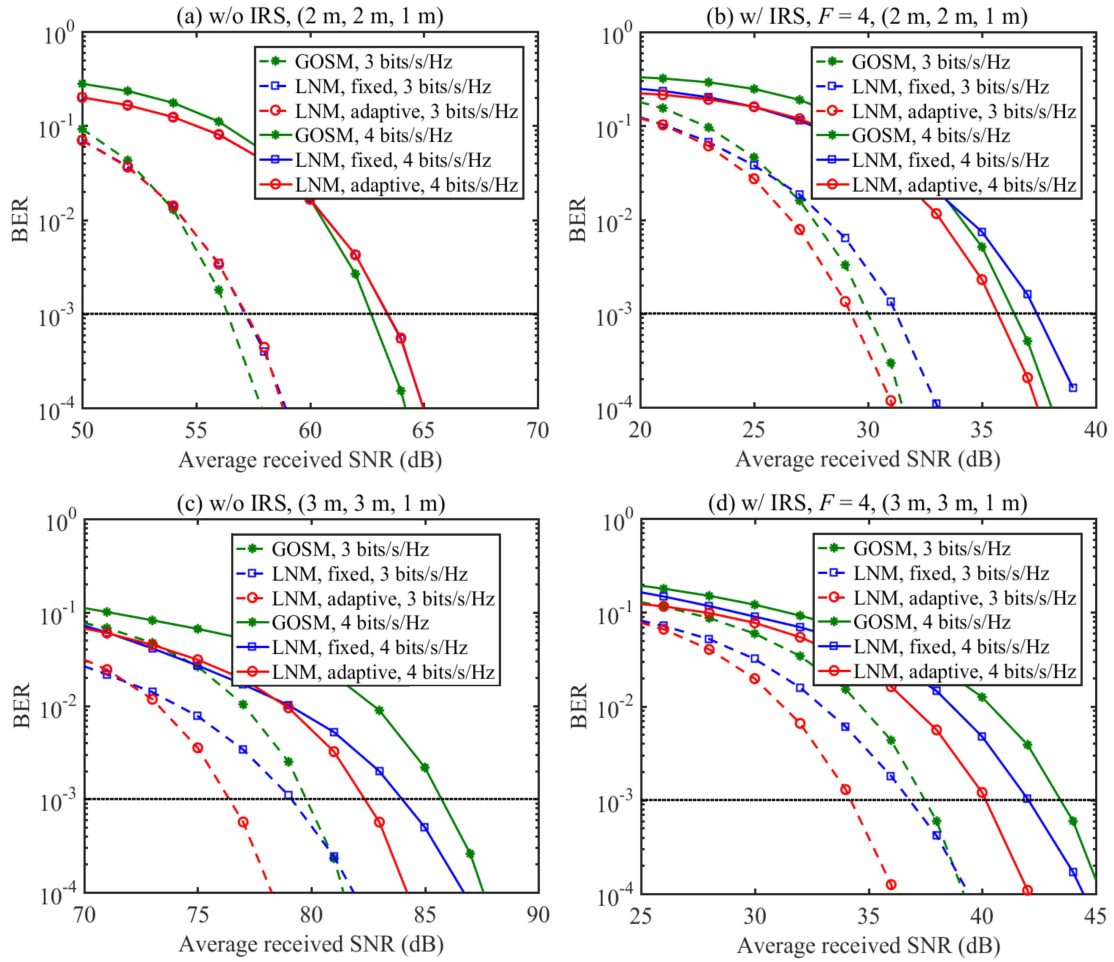 (a) w/o IRS, (2 m, 2 m, 1 m)
10^0
10^-1
10^-2
10^-3
10^-4
BER
GOSM, 3 bits/s/Hz
LNM, fixed, 3 bits/s/Hz
LNM, adaptive, 3 bits/s/Hz
GOSM, 4 bits/s/Hz
LNM, fixed, 4 bits/s/Hz
LNM, adaptive, 4 bits/s/Hz
50 55 60 65 70
Average received SNR (dB)
(b) w/ IRS, F = 4, (2 m, 2 m, 1 m)
10^0
10^-1
10^-2
10^-3
10^-4
BER
GOSM, 3 bits/s/Hz
LNM, fixed, 3 bits/s/Hz
LNM, adaptive, 3 bits/s/Hz
GOSM, 4 bits/s/Hz
LNM, fixed, 4 bits/s/Hz
LNM, adaptive, 4 bits/s/Hz
20 25 30 35 40
Average received SNR (dB)
(c) w/o IRS, (3 m, 3 m, 1 m)
10^0
10^-1
10^-2
10^-3
10^-4
BER
GOSM, 3 bits/s/Hz
LNM, fixed, 3 bits/s/Hz
LNM, adaptive, 3 bits/s/Hz
GOSM, 4 bits/s/Hz
LNM, fixed, 4 bits/s/Hz
LNM, adaptive, 4 bits/s/Hz
70 75 80 85 90
Average received SNR (dB)
(d) w/ IRS, F = 4, (3 m, 3 m, 1 m)
10^0
10^-1
10^-2
10^-3
10^-4
BER
GOSM, 3 bits/s/Hz
LNM, fixed, 3 bits/s/Hz
LNM, adaptive, 3 bits/s/Hz
GOSM, 4 bits/s/Hz
LNM, fixed, 4 bits/s/Hz
LNM, adaptive, 4 bits/s/Hz
25 30 35 40 45
Average received SNR (dB)